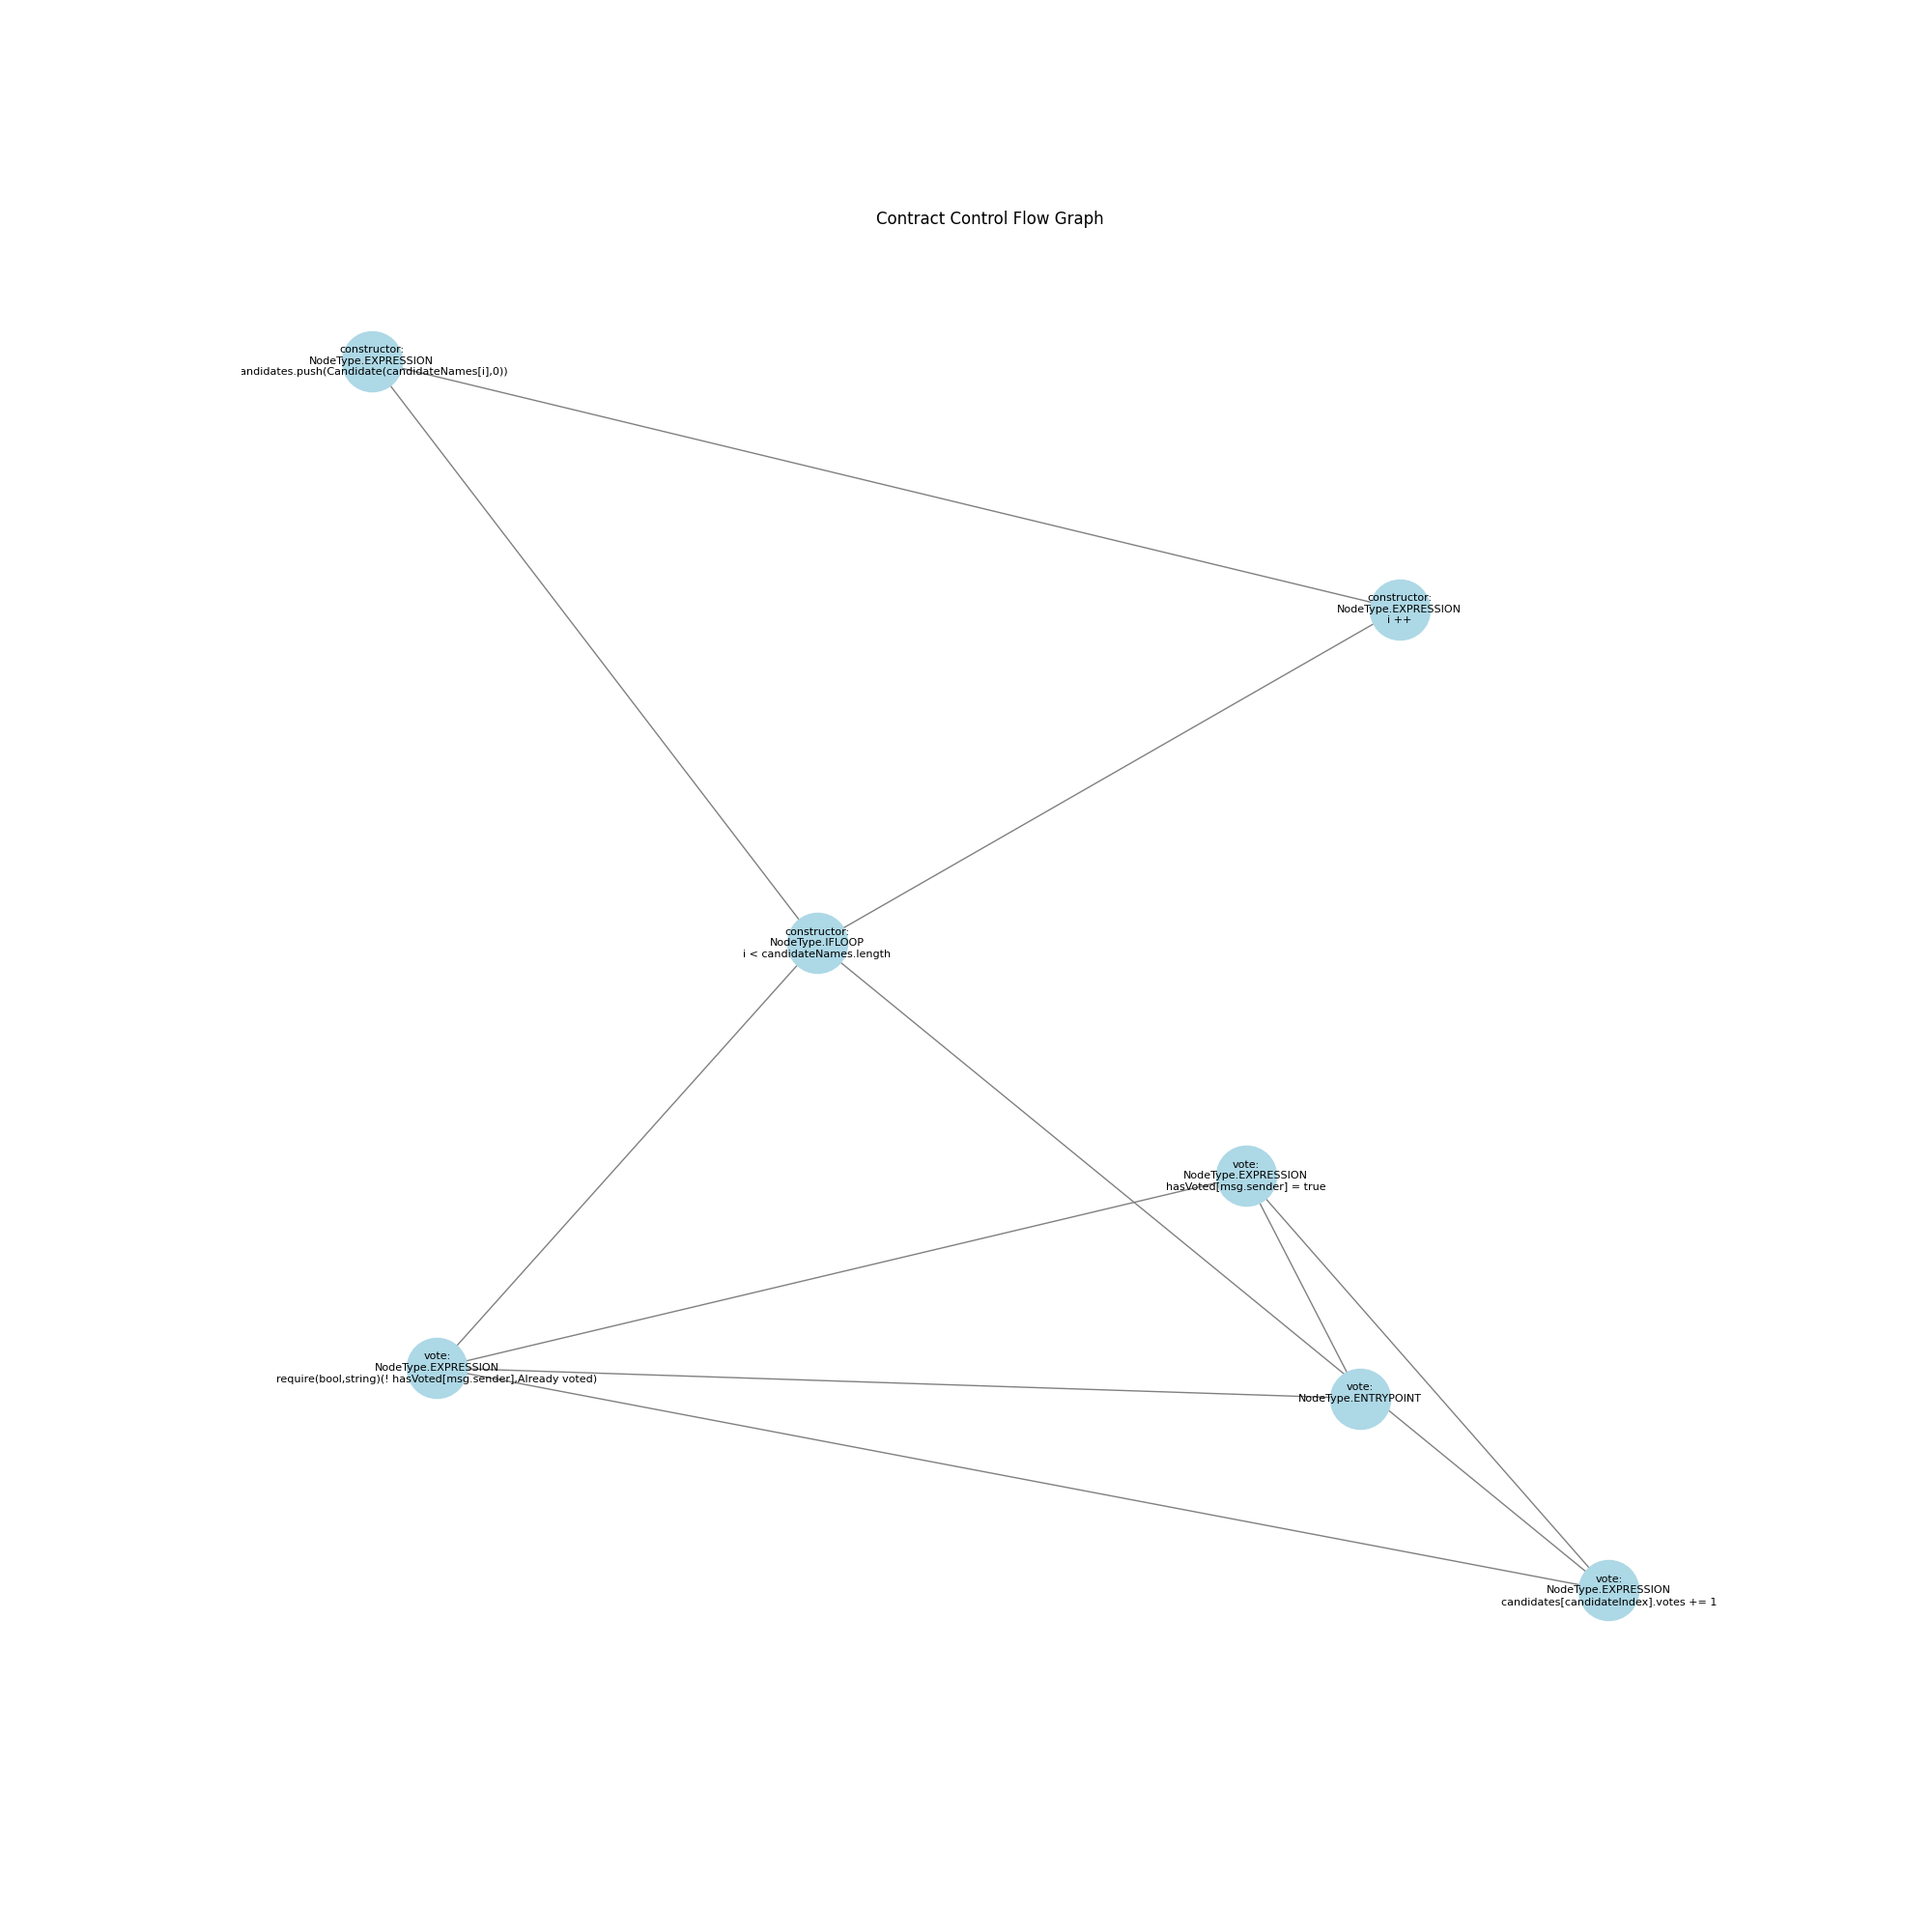 Contract Control Flow Graph
constructor:
NodeType.EXPRESSION
andidates.push(Candidate(candidateNames[i],0))
constructor:
NodeType.EXPRESSION
i ++
constructor:
NodeType.IFLOOP
i < candidateNames.length
vote:
NodeType.EXPRESSION
hasVoted[msg.sender] = true
vote:
NodeType.EXPRESSION
require(bool,string)(! hasVoted[msg.sender],Already voted)
vote:
NodeType.ENTRYPOINT
vote:
NodeType.EXPRESSION
candidates[candidateIndex].votes += 1